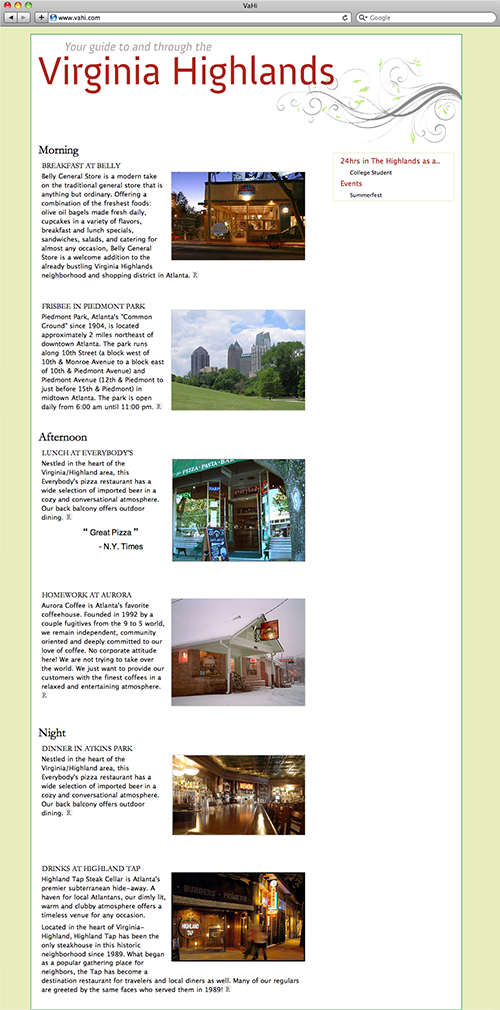 VaHi
www.vahi.com
Google
Your guide to and through the
Virginia Highlands
24hrs in The Highlands as a..
College Student
Events
Summerfest
Morning
BREAKFAST AT BELLY
Belly General Store is a modern take
on the traditional general store that is
anything but ordinary. Offering a
combination of the freshest foods:
olive oil bagels made fresh daily,
cupcakes in a variety of flavors,
breakfast and lunch specials,
sandwiches, salads, and catering for
almost any occasion, Belly General
Store is a welcome addition to the
already bustling Virginia Highlands
neighborhood and shopping district in Atlanta.
FRISBEE IN PIEDMONT PARK
Piedmont Park, Atlanta's "Common
Ground" since 1904, is located
approximately 2 miles northeast of
downtown Atlanta. The park runs
along 10th Street (a block west of
10th & Monroe Avenue to a block east
of 10th & Piedmont Avenue) and
Piedmont Avenue (12th & Piedmont to
just before 15th & Piedmont) in
midtown Atlanta. The park is open
daily from 6:00 am until 11:00 pm.
Afternoon
LUNCH AT EVERYBODY'S
Nestled in the heart of the
Virginia/Highland area, this
Everybody's pizza restaurant has a
wide selection of imported beer in a
cozy and conversational atmosphere.
Our back balcony offers outdoor
dining.
“ Great Pizza ”
- N.Y. Times
PIZZA · PASTA · BAR
OPEN
HOMEWORK AT AURORA
Aurora Coffee is Atlanta's favorite
coffeehouse. Founded in 1992 by a
couple fugitives from the 9 to 5 world,
we remain independent, community
oriented and deeply committed to our
love of coffee. No corporate attitude
here! We are not trying to take over
the world. We just want to provide our
customers with the finest coffees in a
relaxed and entertaining atmosphere.
Night
DINNER IN ATKINS PARK
Nestled in the heart of the
Virginia/Highland area, this
Everybody's pizza restaurant has a
wide selection of imported beer in a
cozy and conversational atmosphere.
Our back balcony offers outdoor
dining.
DRINKS AT HIGHLAND TAP
Highland Tap Steak Cellar is Atlanta's
premier subterranean hide-away. A
haven for local Atlantans, our dimly lit,
warm and clubby atmosphere offers a
timeless venue for any occasion.
Located in the heart of Virginia-
Highland, Highland Tap has been the
only steakhouse in this historic
neighborhood since 1989. What began
as a popular gathering place for
neighbors, the Tap has become a
destination restaurant for travelers and local diners as well. Many of our regulars
are greeted by the same faces who served them in 1989!
BURGERS · PRIME
HIGHLAND
TAP